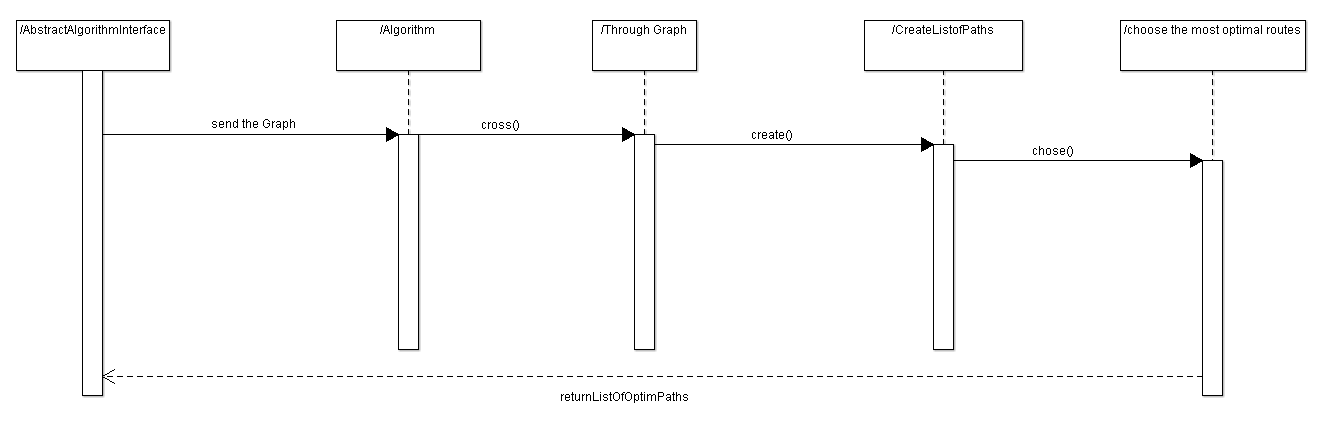 /AbstractAlgorithmInterface
/Algorithm
/Through Graph
/CreateListofPaths
/choose the most optimal routes
send the Graph
cross()
create()
chose()
returnListOfOptimPaths